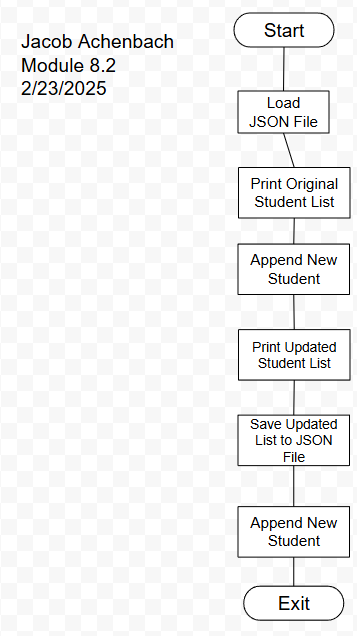 Jacob Achenbach
Module 8.2
2/23/2025
Start
Load
JSON File
Print Original
Student List
Append New
Student
Print Updated
Student List
Save Updated
List to JSON
File
Append New
Student
Exit